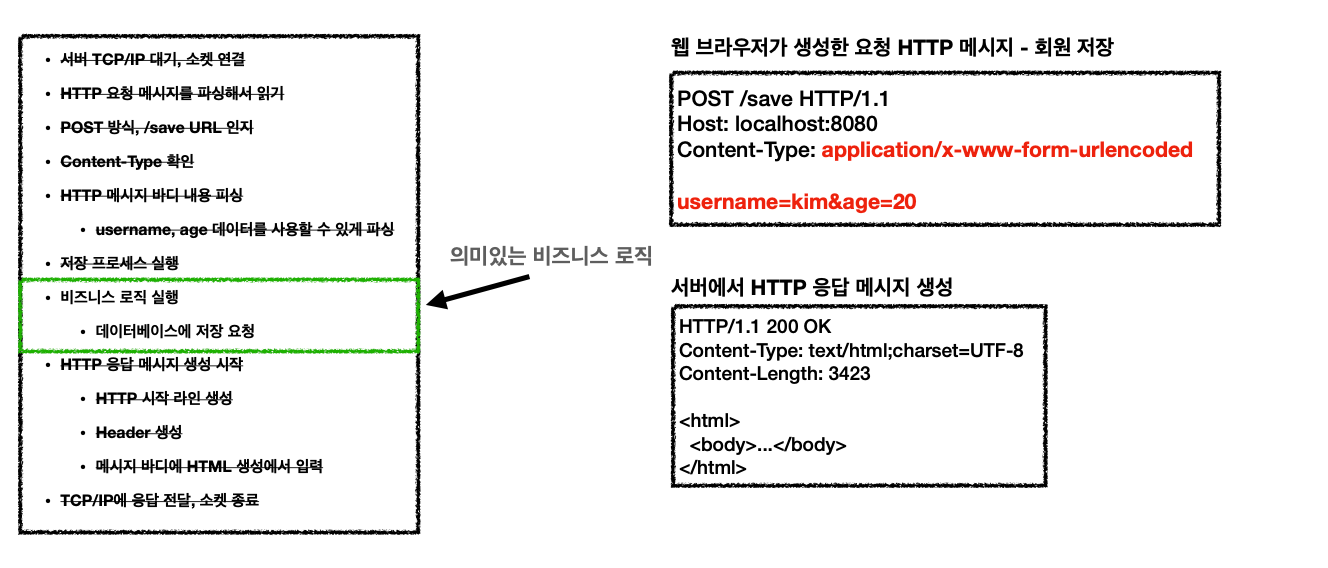 • 서버 TCP/IP 대기, 소켓 연결
• HTTP 요청 메시지를 파싱해서 읽기
• POST 방식, /save URL 인지
• Content-Type 확인
• HTTP 메시지 바디 내용 피싱
• username, age 데이터를 사용할 수 있게 파싱
• 저장 프로세스 실행
• 비즈니스 로직 실행
• 데이터베이스에 저장 요청
• HTTP 응답 메시지 생성 시작
• HTTP 시작 라인 생성
• Header 생성
• 메시지 바디에 HTML 생성에서 입력
• TCP/IP에 응답 전달, 소켓 종료
의미있는 비즈니스 로직
웹 브라우저가 생성한 요청 HTTP 메시지 - 회원 저장
POST /save HTTP/1.1
Host: localhost:8080
Content-Type: application/x-www-form-urlencoded
username=kim&age=20
서버에서 HTTP 응답 메시지 생성
HTTP/1.1 200 OK
Content-Type: text/html;charset=UTF-8
Content-Length: 3423
<html>
<body>...</body>
</html>